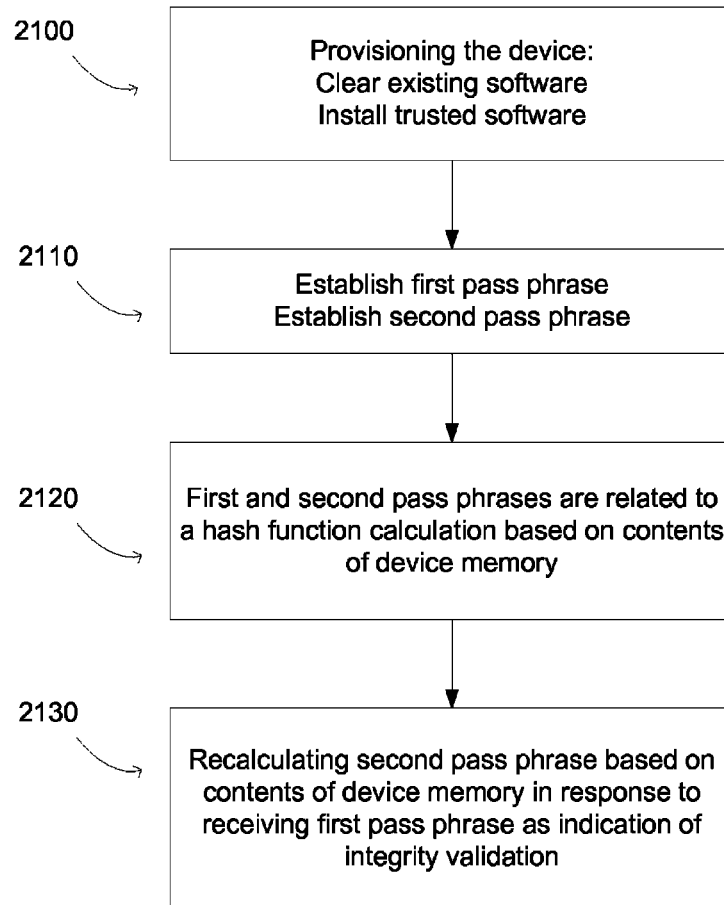 2100
Provisioning the device:
Clear existing software
Install trusted software
2110
Establish first pass phrase
Establish second pass phrase
2120
First and second pass phrases are related to
a hash function calculation based on contents
of device memory
2130
Recalculating second pass phrase based on
contents of device memory in response to
receiving first pass phrase as indication of
integrity validation